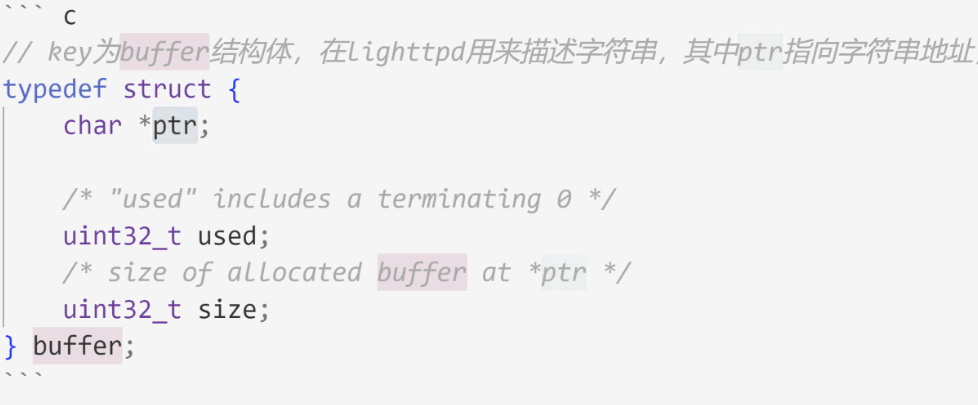 ``` c
// key为buffer结构体，在lighttpd用来描述字符串，其中ptr指向字符串地址
typedef struct {
    char *ptr;

    /* "used" includes a terminating 0 */
    uint32_t used;
    /* size of allocated buffer at *ptr */
    uint32_t size;
} buffer;
```